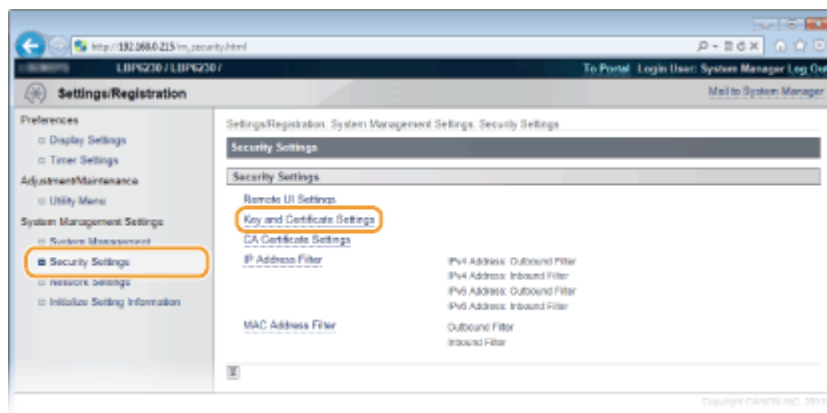 http://192.168.0.215/m_security.html
LBP6230 / LBP6230 /
To Portal Login User: System Manager Log Out
Settings/Registration
Mail to System Manager
Preferences
Display Settings
Timer Settings
Adjustment/Maintenance
Utility Menu
System Management Settings
System Management
Security Settings
Network Settings
Initialize Setting Information
Settings/Registration: System Management Settings: Security Settings
Security Settings
Security Settings
Remote UI Settings
Key and Certificate Settings
CA Certificate Settings
IP Address Filter
IPv4 Address: Outbound Filter
IPv4 Address: Inbound Filter
IPv6 Address: Outbound Filter
IPv6 Address: Inbound Filter
MAC Address Filter
Outbound Filter
Inbound Filter
Copyright CANON INC. 2013